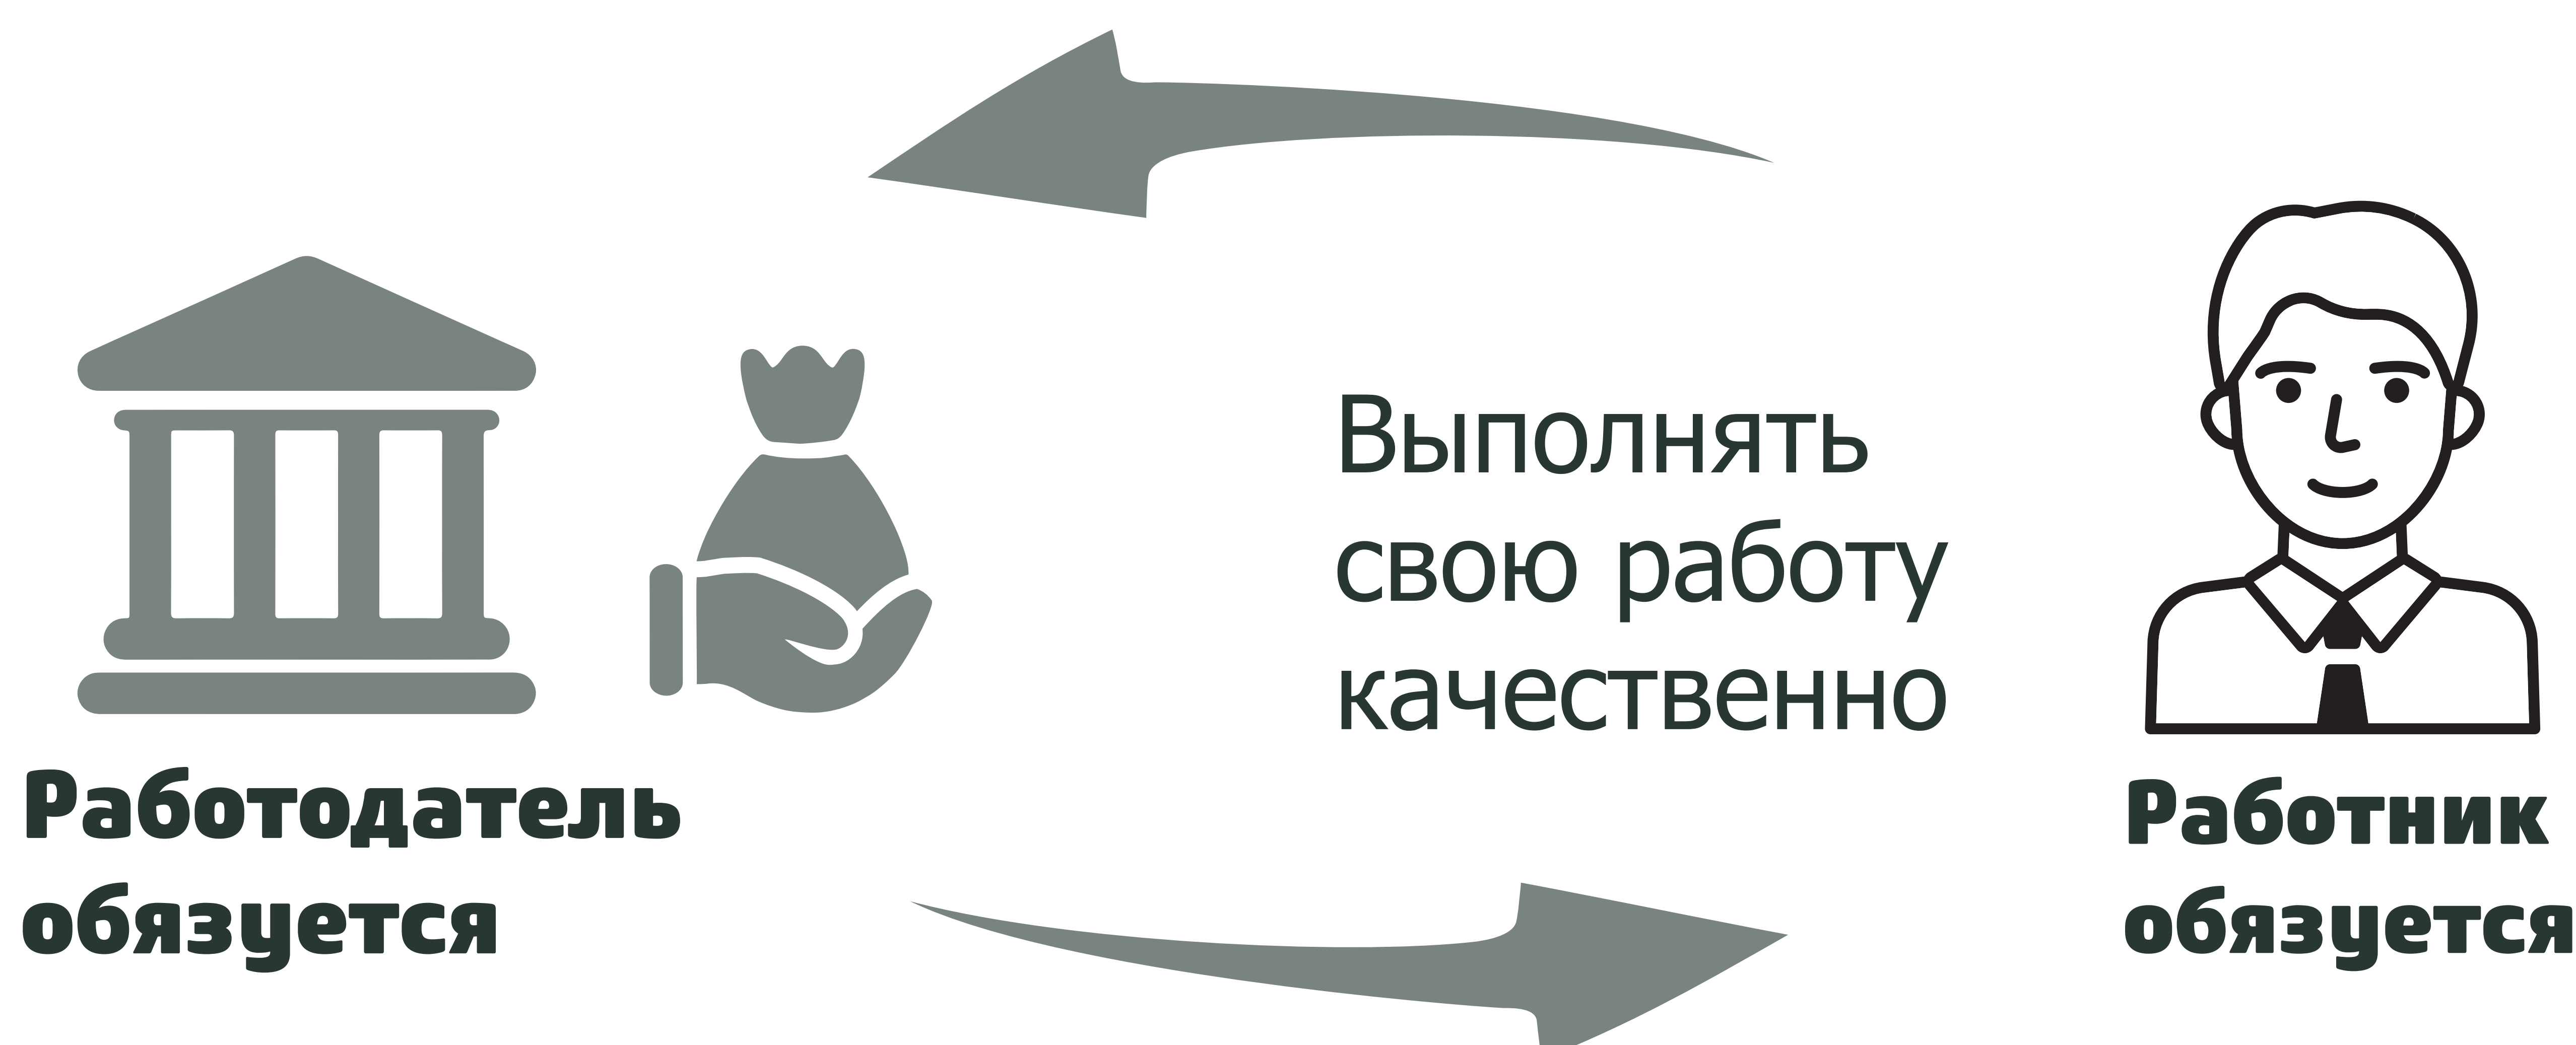 Выполнять
свою работу
качественно
Работодатель
обязуется
Работник
обязуется